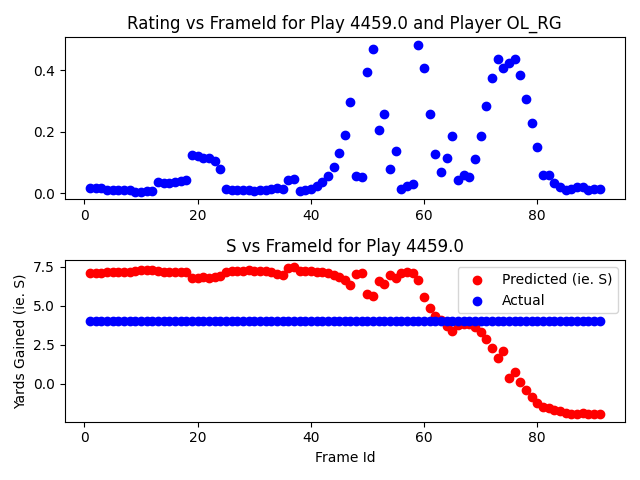 Rating vs FrameId for Play 4459.0 and Player OL_RG
0.4
0.2
0.0
0 20 40 60 80
S vs FrameId for Play 4459.0
Yards Gained (ie. S)
7.5
5.0
2.5
0.0
Predicted (ie. S)
Actual
0 20 40 60 80
Frame Id